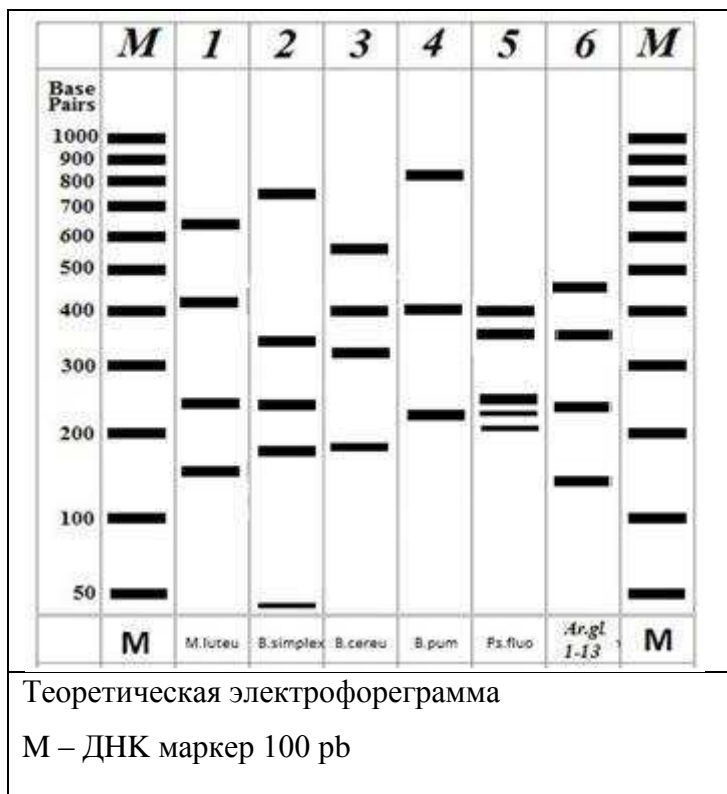 M 1 2 3 4 5 6 M
Base
Pairs
1000
900
800
700
600
500
400
300
200
100
50
M M.luteu B.simplex B.cereu B.pum Ps.fluo Ar.gl M
1-13
Теоретическая электрофореграмма
М – ДНК маркер 100 pb